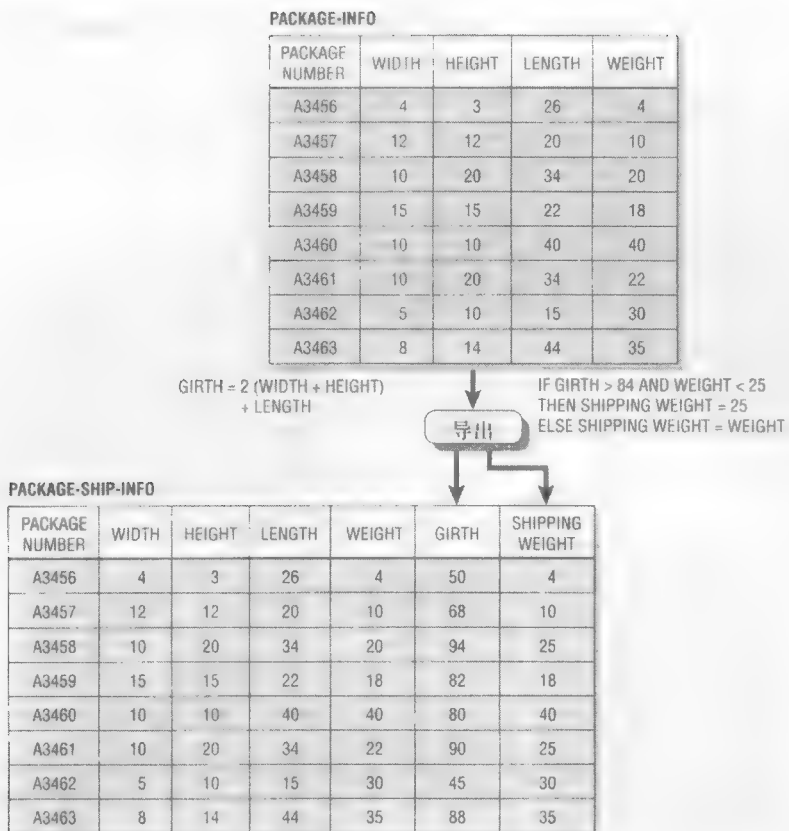 PACKAGE-INFO
PACKAGE NUMBER WIDTH HEIGHT LENGTH WEIGHT
A3456 4 3 26 4
A3457 12 12 20 10
A3458 10 20 34 20
A3459 15 15 22 18
A3460 10 10 40 40
A3461 10 20 34 22
A3462 5 10 15 30
A3463 8 14 44 35
GIRTH = 2 (WIDTH + HEIGHT)
+ LENGTH
IF GIRTH > 84 AND WEIGHT < 25
THEN SHIPPING WEIGHT = 25
ELSE SHIPPING WEIGHT = WEIGHT
导出
PACKAGE-SHIP-INFO
PACKAGE NUMBER WIDTH HEIGHT LENGTH WEIGHT GIRTH SHIPPING WEIGHT
A3456 4 3 26 4 50 4
A3457 12 12 20 10 68 10
A3458 10 20 34 20 94 25
A3459 15 15 22 18 82 18
A3460 10 10 40 40 80 40
A3461 10 20 34 22 90 25
A3462 5 10 15 30 45 30
A3463 8 14 44 35 88 35